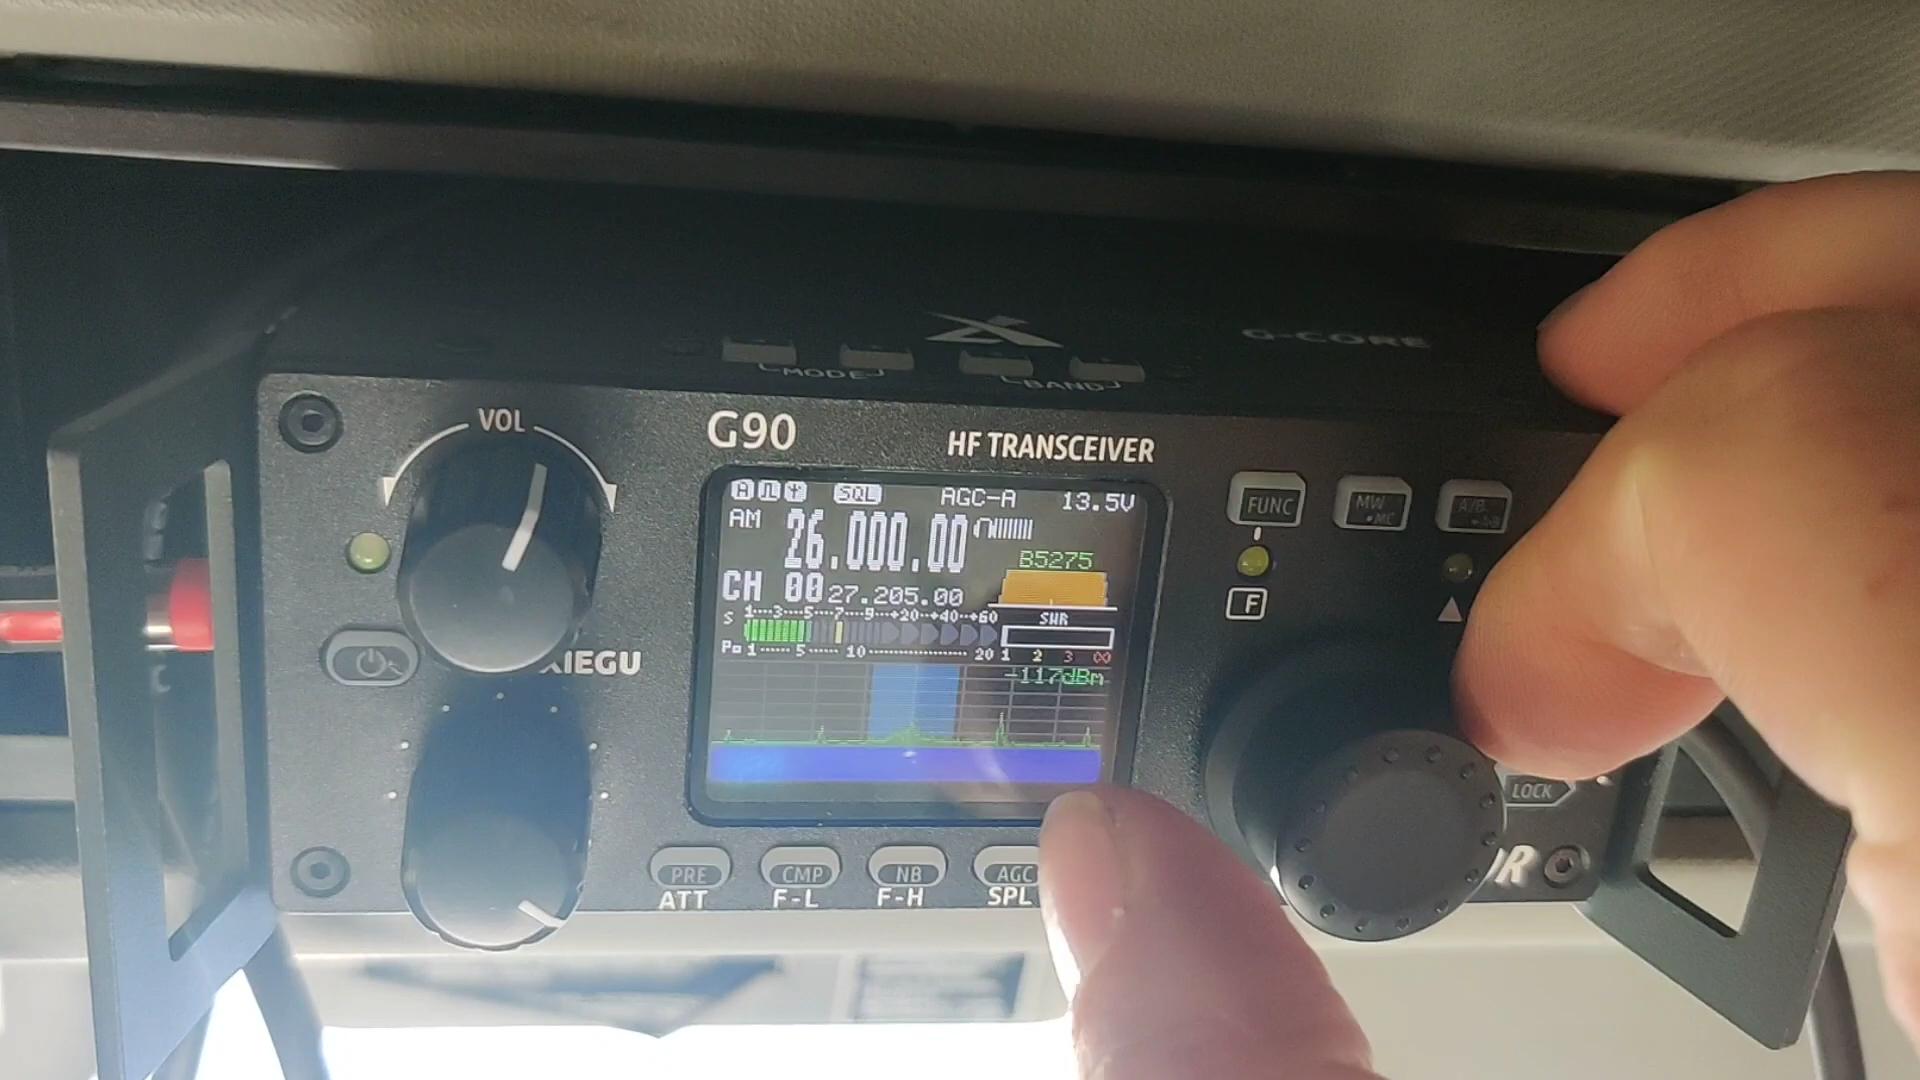 G-CORE
MODE BAND
VOL
G90
HF TRANSCEIVER
A SQL AGC-A 13.5V
AM 26.000.00
B5275
CH 00 27.205.00
S 1···3···5···7···9··+20··+40··+60
SWR
Po 1······5······10···············20
1 2 3 ∞
-117dBm
FUNC
MW
•MC
A/B
F
XIEGU
LOCK
PRE CMP NB AGC
ATT F-L F-H SPL